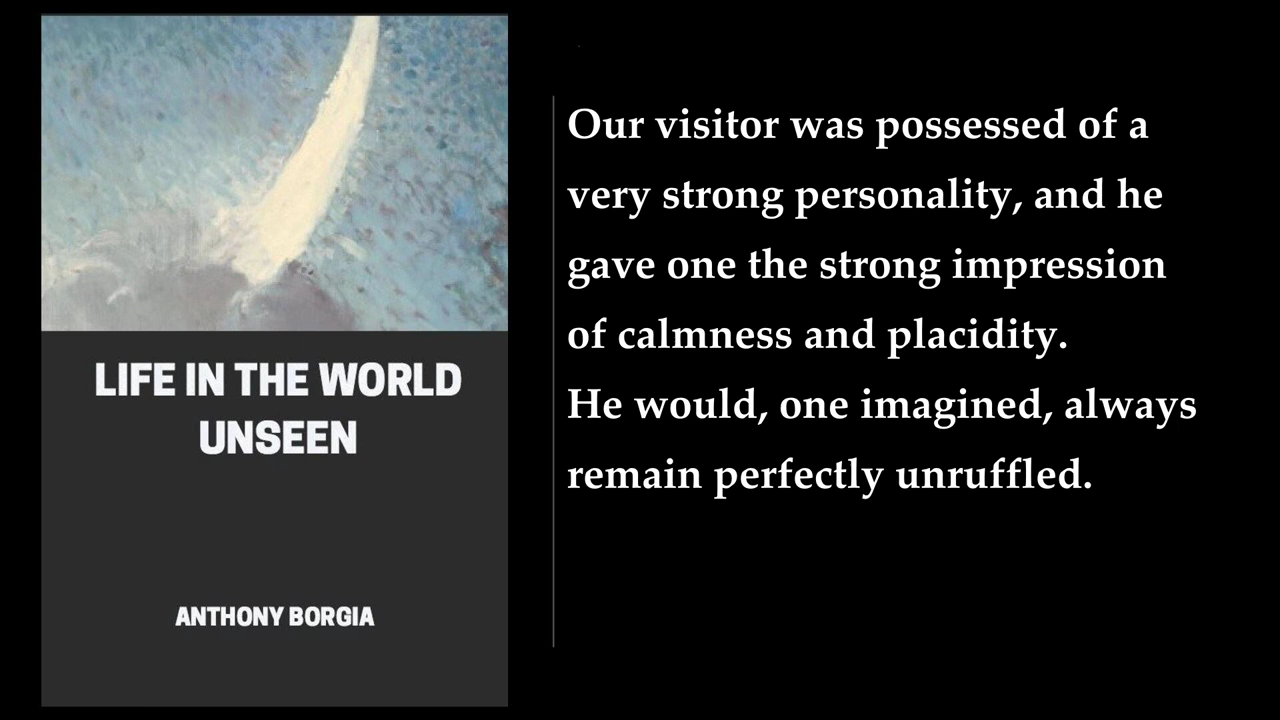 LIFE IN THE WORLD
UNSEEN
ANTHONY BORGIA
Our visitor was possessed of a
very strong personality, and he
gave one the strong impression
of calmness and placidity.
He would, one imagined, always
remain perfectly unruffled.